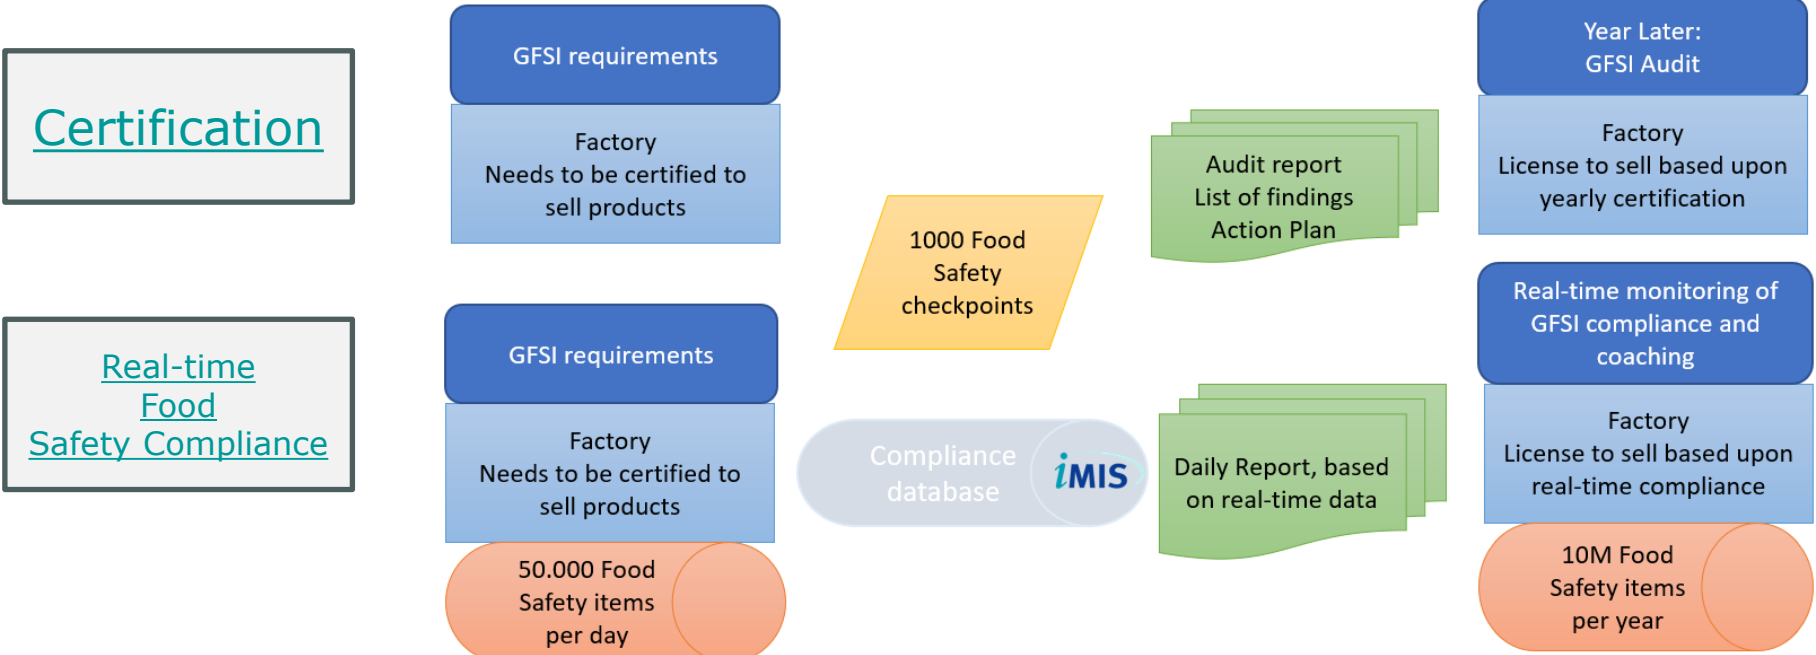 Certification
GFSI requirements
Factory
Needs to be certified to
sell products
1000 Food
Safety
checkpoints
Audit report
List of findings
Action Plan
Year Later:
GFSI Audit
Factory
License to sell based upon
yearly certification
Real-time
Food
Safety Compliance
GFSI requirements
Factory
Needs to be certified to
sell products
50.000 Food
Safety items
per day
Compliance
database
iMIS
Daily Report, based
on real-time data
Real-time monitoring of
GFSI compliance and
coaching
Factory
License to sell based upon
real-time compliance
10M Food
Safety items
per year